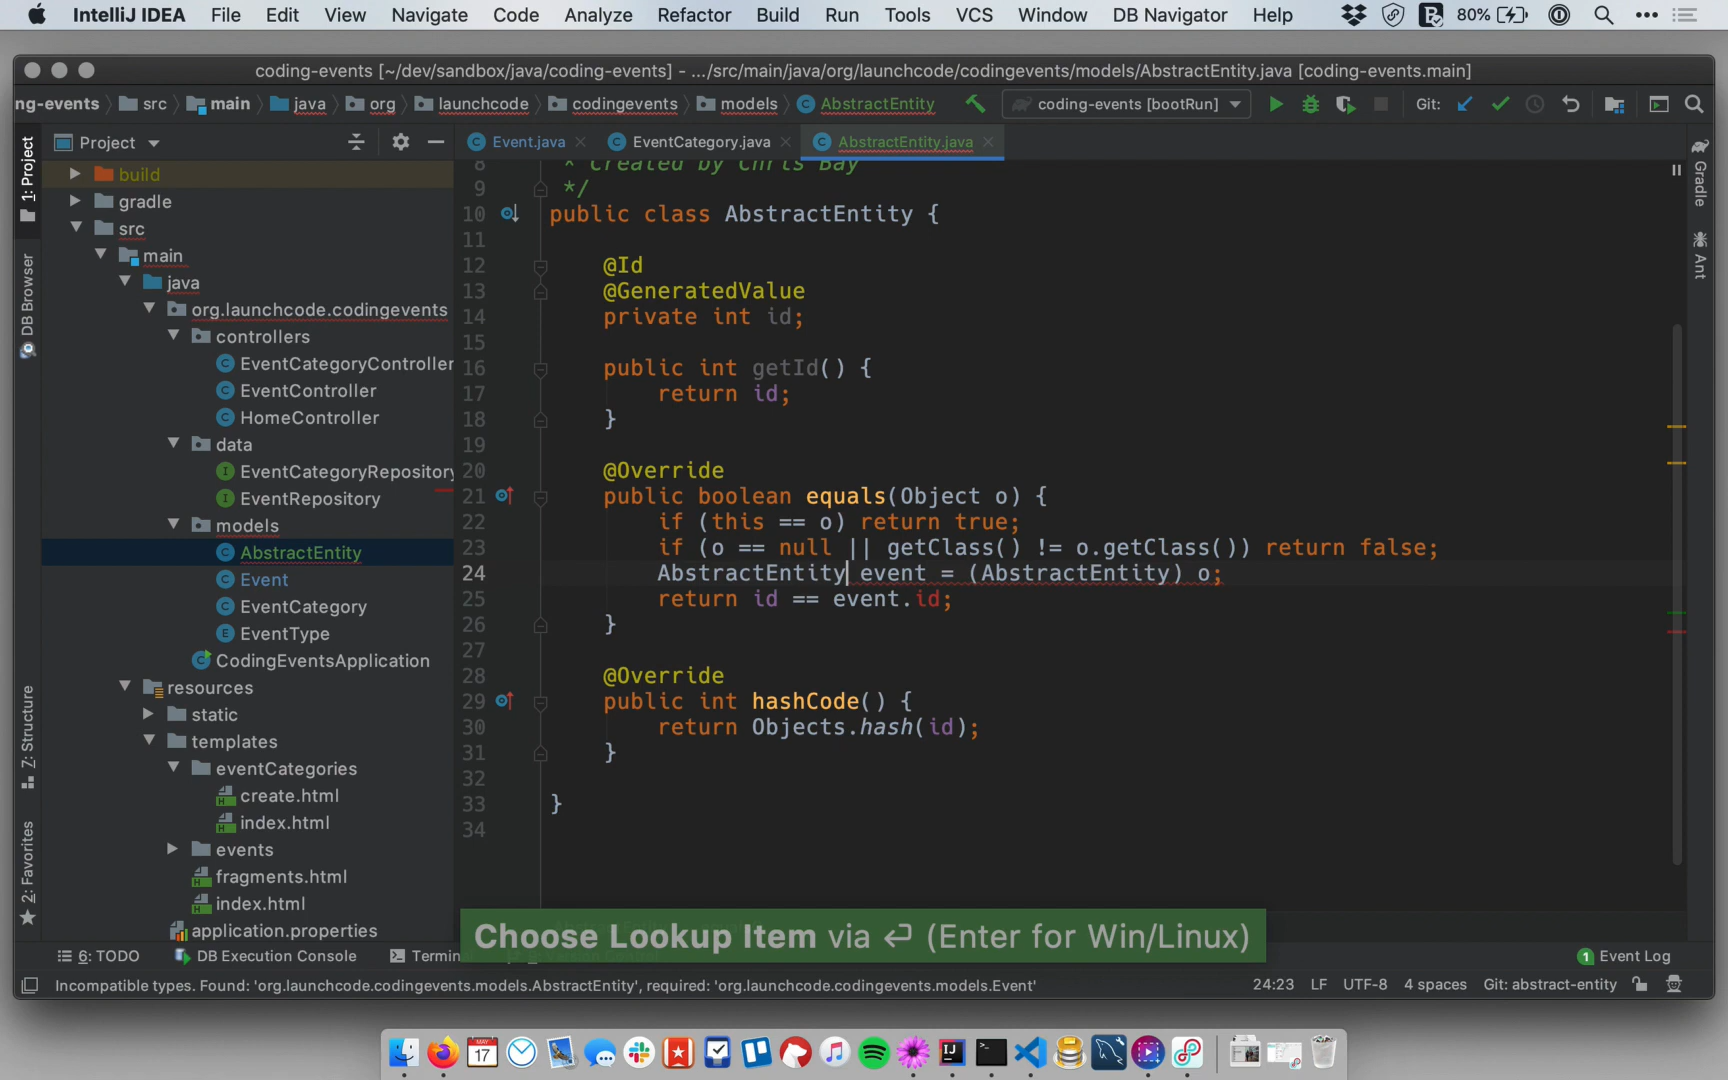 IntelliJ IDEA File Edit View Navigate Code Analyze Refactor Build Run Tools VCS Window DB Navigator Help 80%
coding-events [~/dev/sandbox/java/coding-events] - .../src/main/java/org/launchcode/codingevents/models/AbstractEntity.java [coding-events.main]
ng-events src main java org launchcode codingevents models AbstractEntity coding-events [bootRun] Git:
Project
Event.java EventCategory.java AbstractEntity.java
1: Project
DB Browser
7: Structure
2: Favorites
build
gradle
src
main
java
org.launchcode.codingevents
controllers
EventCategoryController
EventController
HomeController
data
EventCategoryRepository
EventRepository
models
AbstractEntity
Event
EventCategory
EventType
CodingEventsApplication
resources
static
templates
eventCategories
create.html
index.html
events
fragments.html
index.html
application.properties
8 * Created by Chris Bay
9 */
10 public class AbstractEntity {
11
12 @Id
13 @GeneratedValue
14 private int id;
15
16 public int getId() {
17 return id;
18 }
19
20 @Override
21 public boolean equals(Object o) {
22 if (this == o) return true;
23 if (o == null || getClass() != o.getClass()) return false;
24 AbstractEntity event = (AbstractEntity) o;
25 return id == event.id;
26 }
27
28 @Override
29 public int hashCode() {
30 return Objects.hash(id);
31 }
32
33 }
34
Gradle
Ant
Choose Lookup Item via ⏎ (Enter for Win/Linux)
6: TODO DB Execution Console Termin 1 Event Log
Incompatible types. Found: 'org.launchcode.codingevents.models.AbstractEntity', required: 'org.launchcode.codingevents.models.Event' 24:23 LF UTF-8 4 spaces Git: abstract-entity
MAY
17
IJ